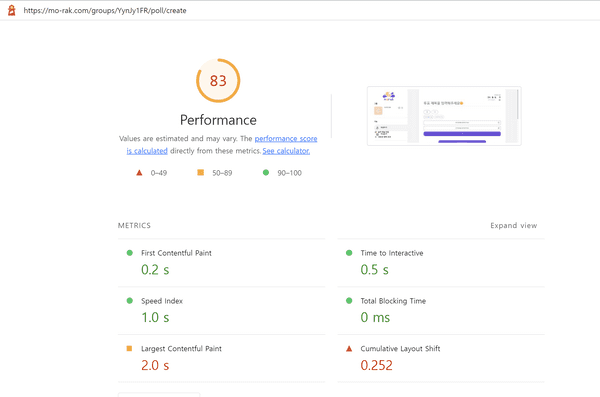 https://mo-rak.com/groups/YynJy1FR/poll/create
83
Performance
Values are estimated and may vary. The performance score
is calculated directly from these metrics. See calculator.
0–49
50–89
90–100
METRICS
Expand view
First Contentful Paint
0.2 s
Time to Interactive
0.5 s
Speed Index
1.0 s
Total Blocking Time
0 ms
Largest Contentful Paint
2.0 s
Cumulative Layout Shift
0.252